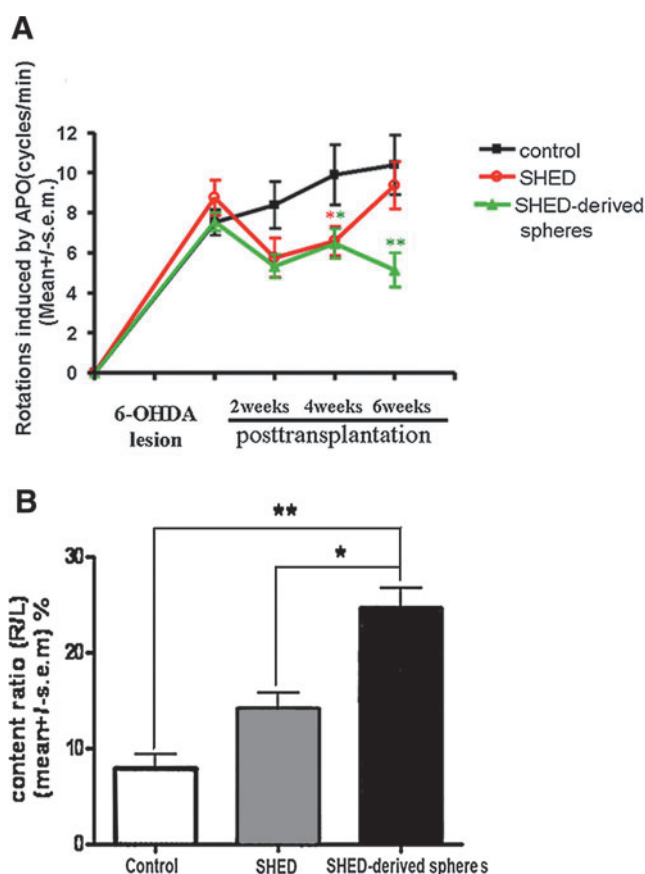 A
Rotations induced by APO(cycles/min)
(Mean+/-s.e.m.)
12
10
8
6
4
2
0
control
SHED
SHED-derived
spheres
**
**
6-OHDA
lesion
2weeks 4weeks 6weeks
posttransplantation
B
**
*
content ratio (R/L)
(mean+/-s.e.m) %
30
20
10
0
Control SHED SHED-derived spheres